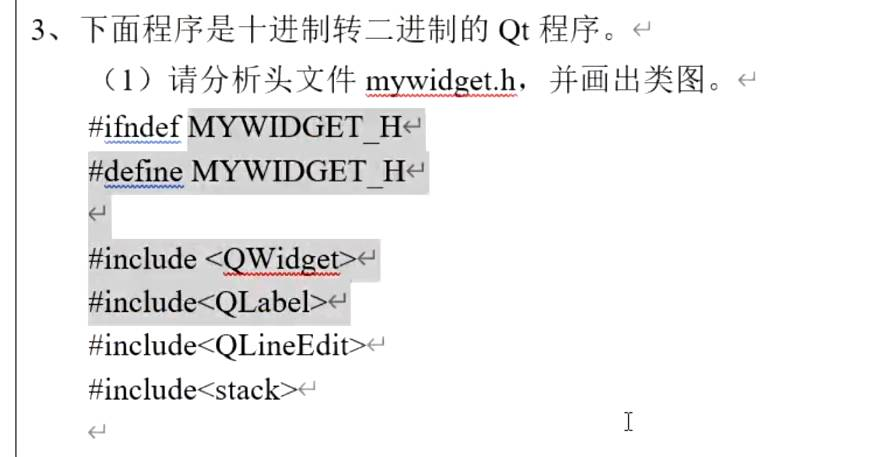 3、下面程序是十进制转二进制的 Qt 程序。
（1）请分析头文件 mywidget.h，并画出类图。
#ifndef MYWIDGET_H
#define MYWIDGET_H
#include <QWidget>
#include<QLabel>
#include<QLineEdit>
#include<stack>